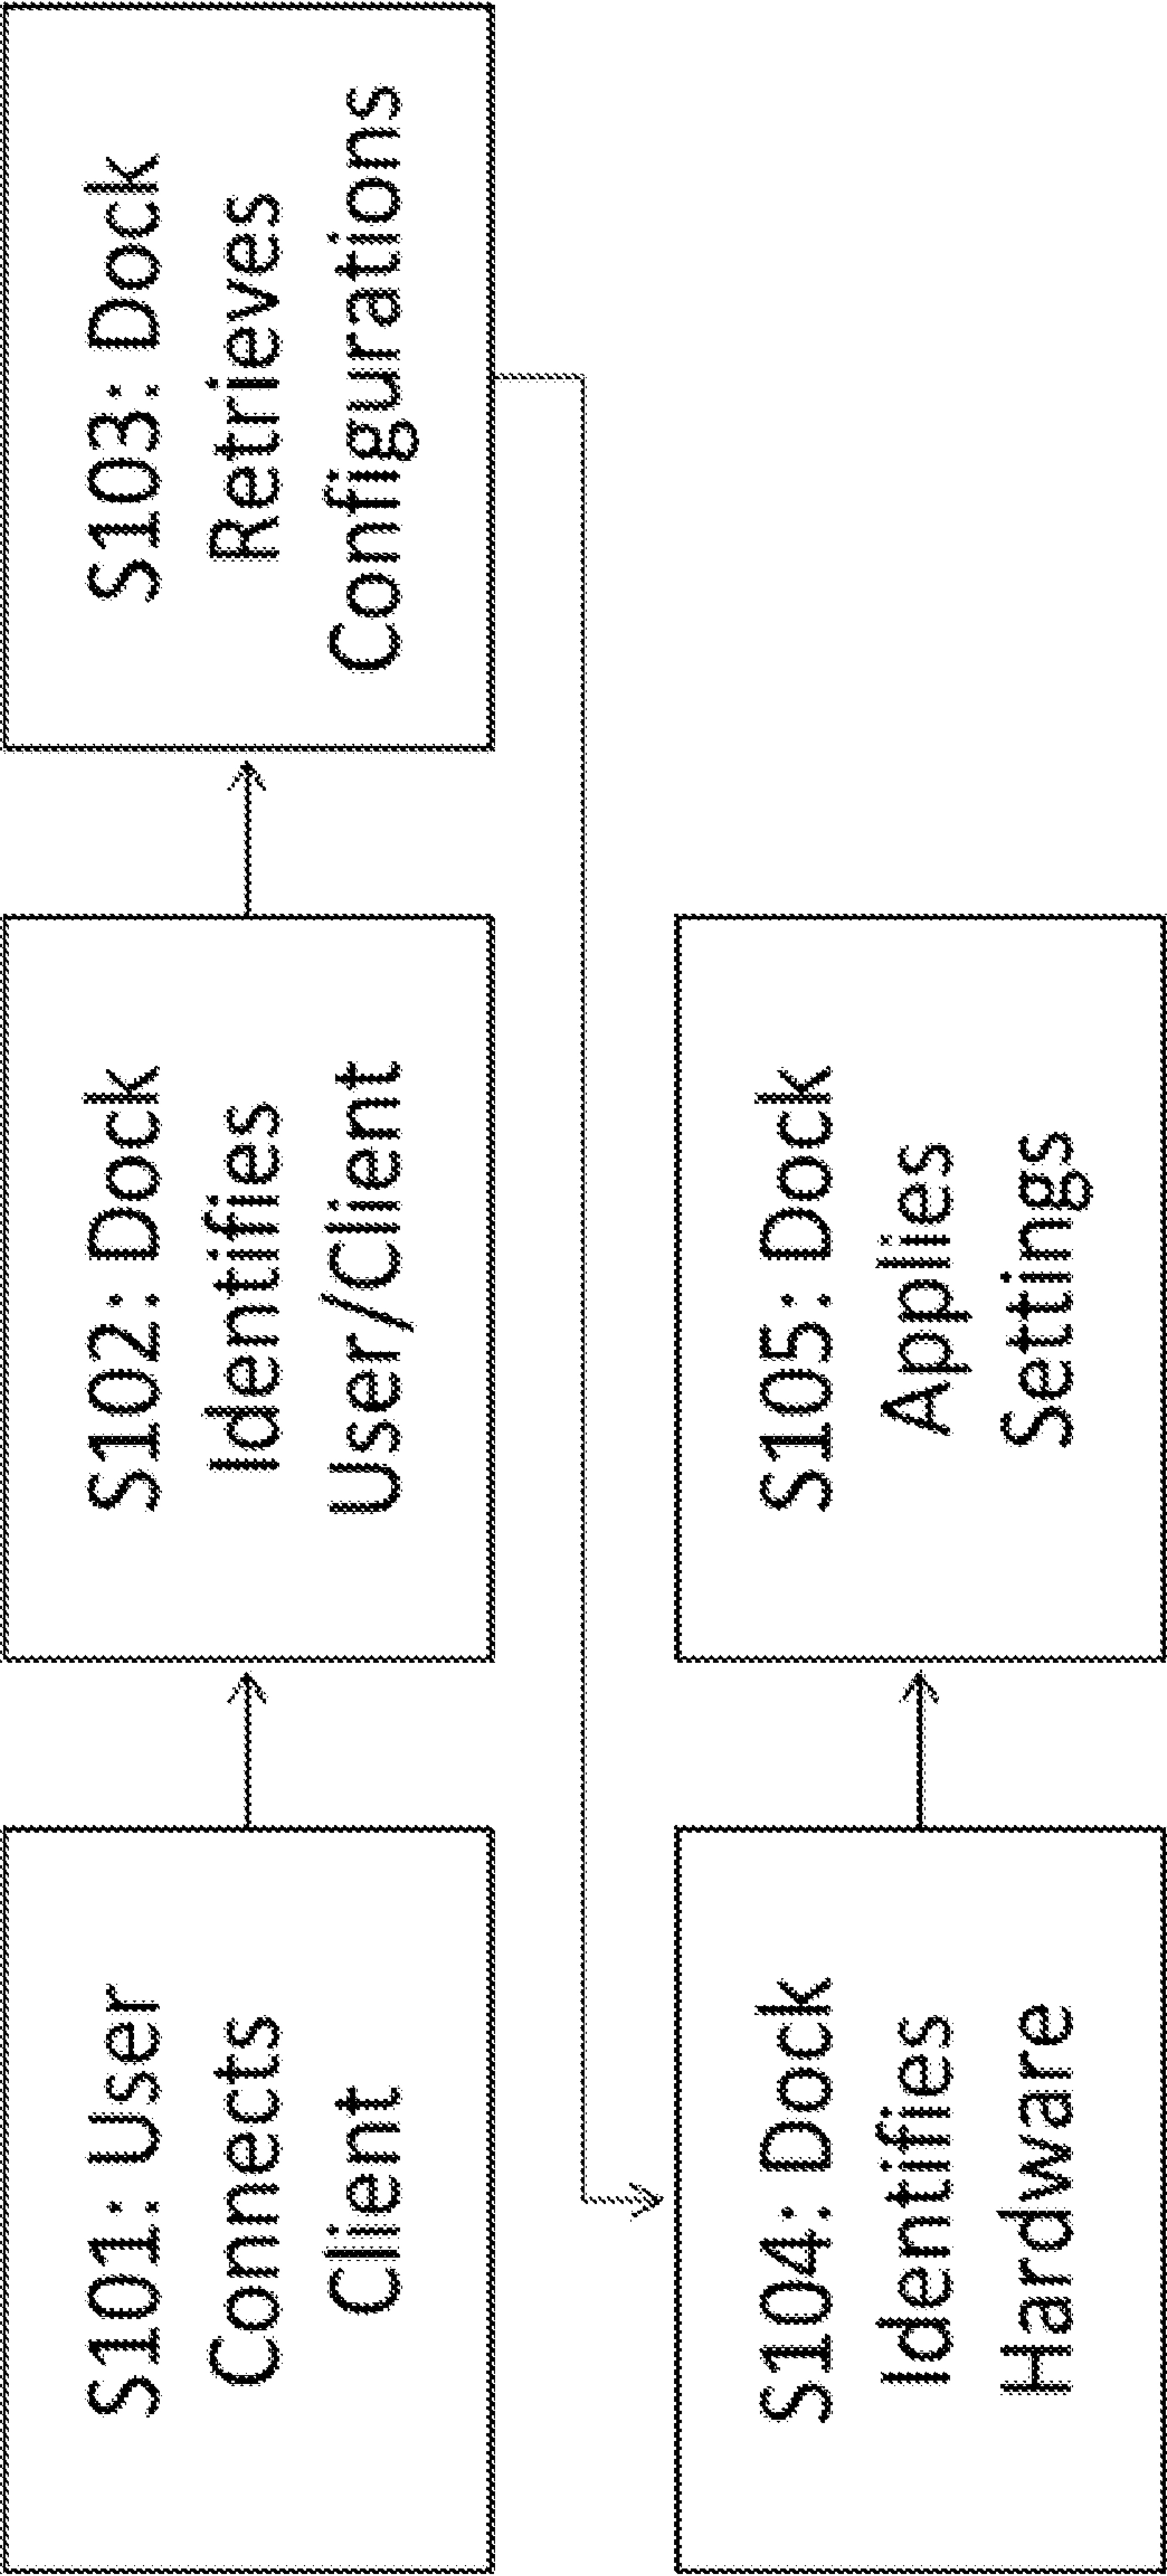 S101: User
Connects
Client
S102: Dock
Identifies
User/Client
S103: Dock
Retrieves
Configurations
S104: Dock
Identifies
Hardware
S105: Dock
Applies
Settings